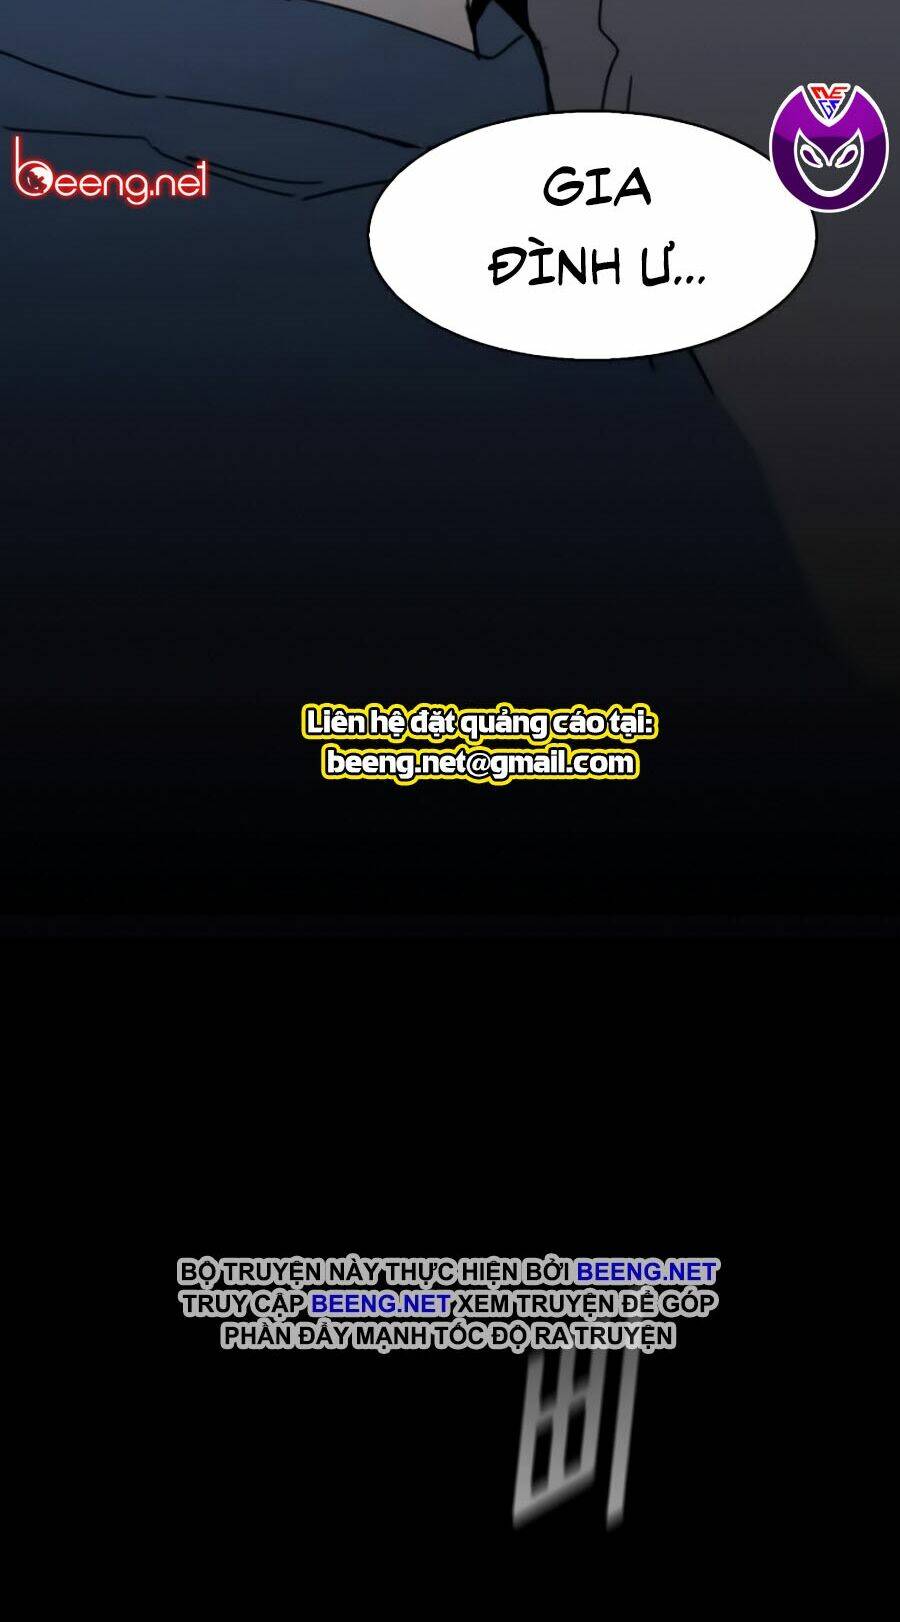 beeng.net
GIA
ĐÌNH Ư...
Liên hệ đặt quảng cáo tại:
beeng.net@gmail.com
BỘ TRUYỆN NÀY THỰC HIỆN BỞI BEENG.NET
TRUY CẬP BEENG.NET XEM TRUYỆN ĐỂ GÓP
PHẦN ĐẨY MẠNH TỐC ĐỘ RA TRUYỆN
삐